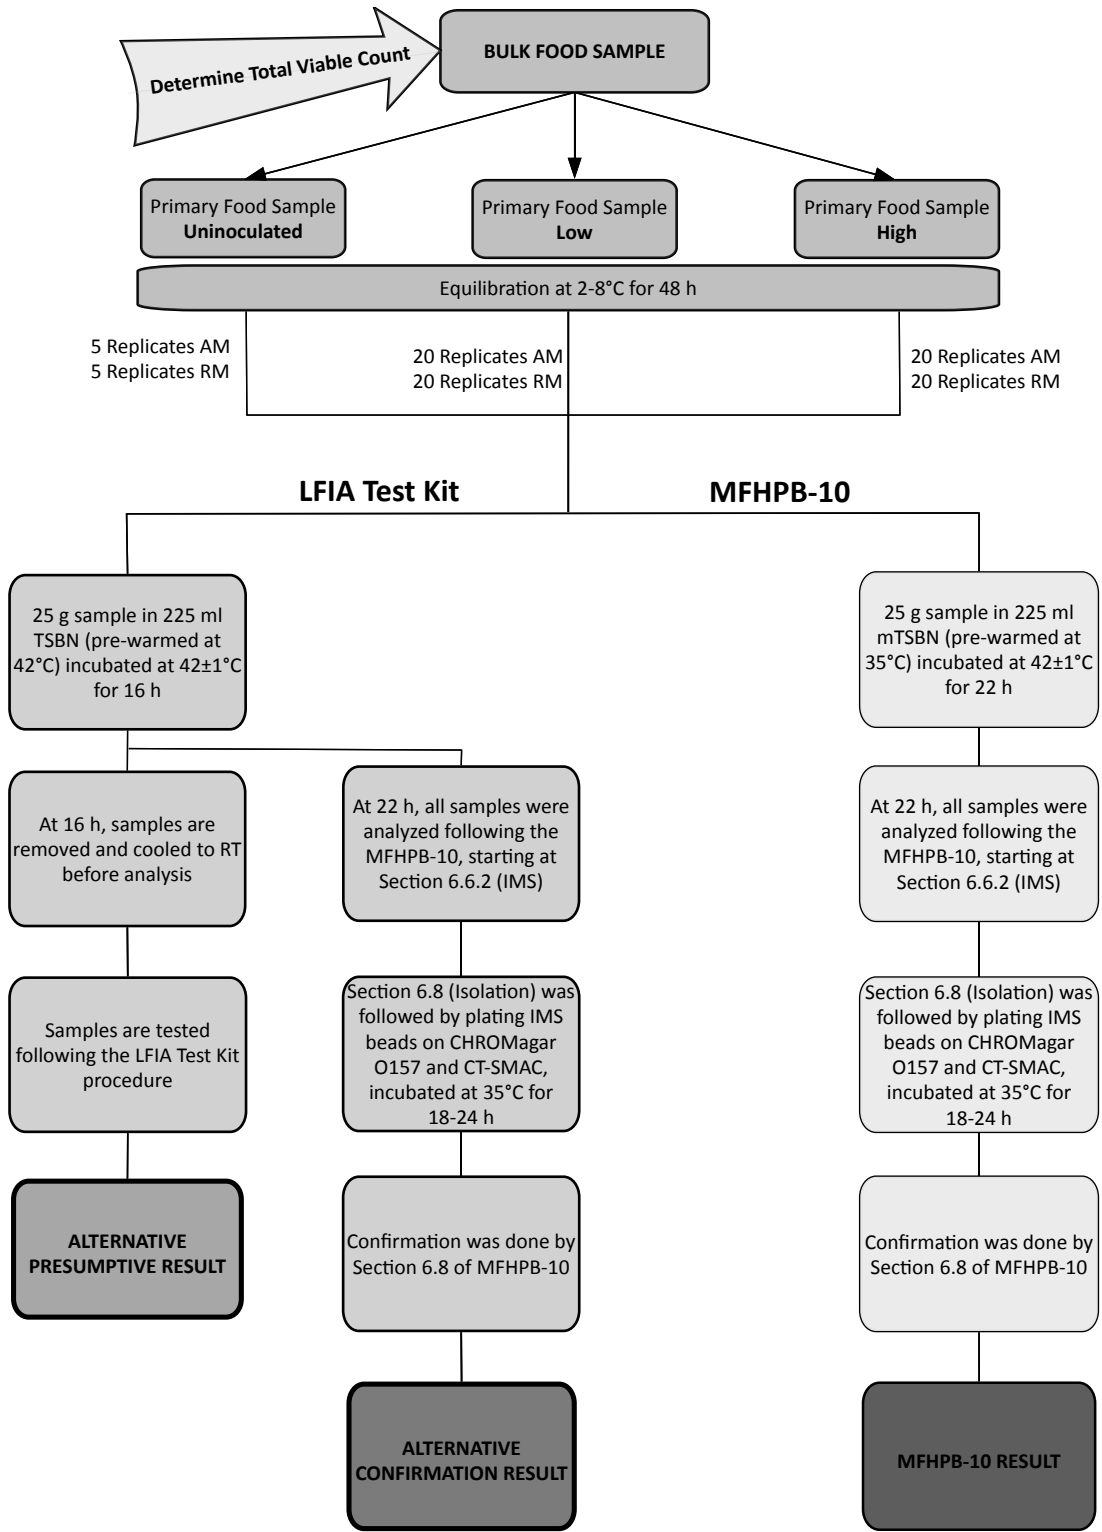 Determine Total Viable Count
BULK FOOD SAMPLE
Primary Food Sample
Uninoculated
Primary Food Sample
Low
Primary Food Sample
High
Equilibration at 2-8°C for 48 h
5 Replicates AM
5 Replicates RM
20 Replicates AM
20 Replicates RM
20 Replicates AM
20 Replicates RM
LFIA Test Kit
MFHPB-10
25 g sample in 225 ml
TSBN (pre-warmed at
42°C) incubated at 42±1°C
for 16 h
25 g sample in 225 ml
mTSBN (pre-warmed at
35°C) incubated at 42±1°C
for 22 h
At 16 h, samples are
removed and cooled to RT
before analysis
At 22 h, all samples were
analyzed following the
MFHPB-10, starting at
Section 6.6.2 (IMS)
At 22 h, all samples were
analyzed following the
MFHPB-10, starting at
Section 6.6.2 (IMS)
Samples are tested
following the LFIA Test Kit
procedure
Section 6.8 (Isolation) was
followed by plating IMS
beads on CHROMagar
O157 and CT-SMAC,
incubated at 35°C for
18-24 h
Section 6.8 (Isolation) was
followed by plating IMS
beads on CHROMagar
O157 and CT-SMAC,
incubated at 35°C for
18-24 h
ALTERNATIVE
PRESUMPTIVE RESULT
Confirmation was done by
Section 6.8 of MFHPB-10
Confirmation was done by
Section 6.8 of MFHPB-10
ALTERNATIVE
CONFIRMATION RESULT
MFHPB-10 RESULT